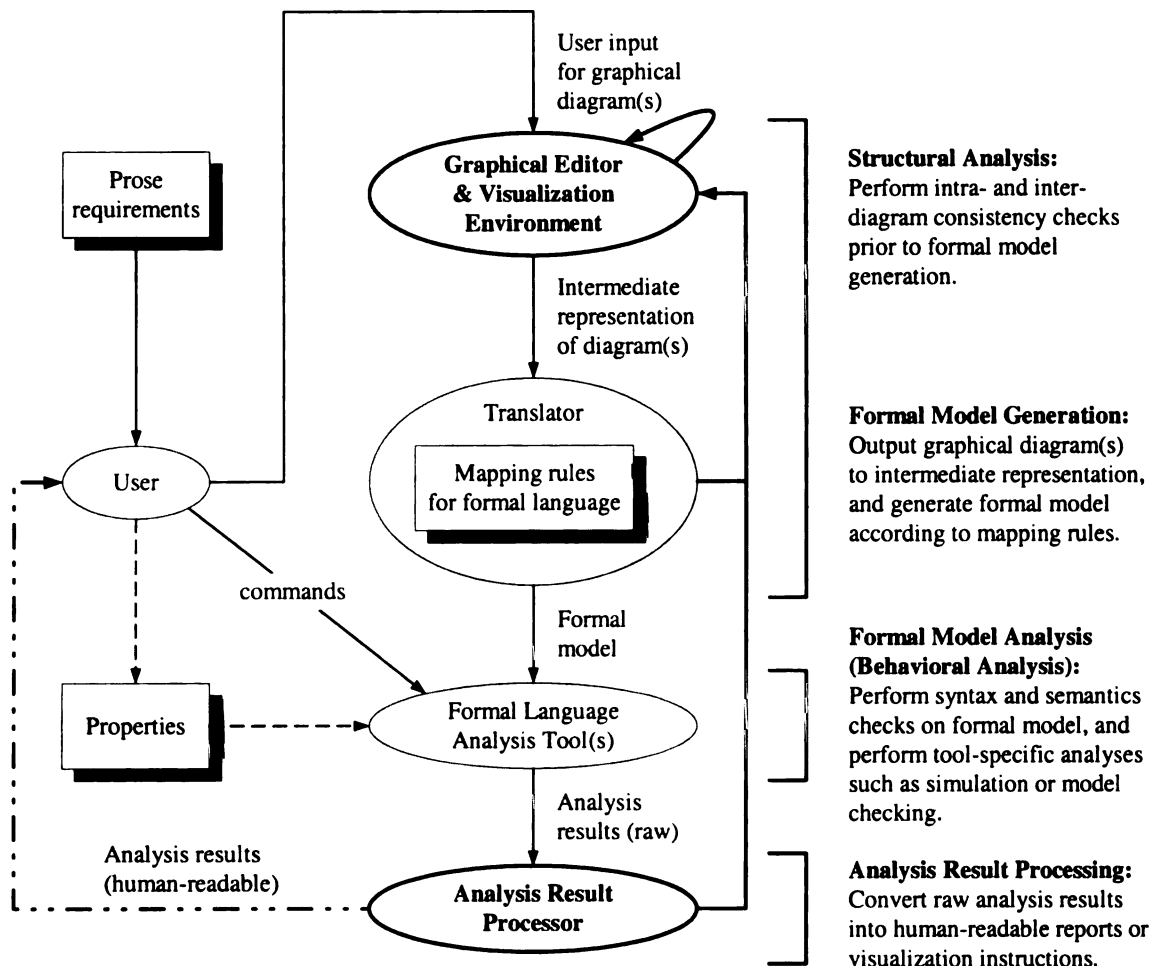 User input
for graphical
diagram(s)
Prose
requirements
Graphical Editor
& Visualization
Environment
Structural Analysis:
Perform intra- and inter-
diagram consistency checks
prior to formal model
generation.
Intermediate
representation
of diagram(s)
Translator
Mapping rules
for formal language
Formal Model Generation:
Output graphical diagram(s)
to intermediate representation,
and generate formal model
according to mapping rules.
User
commands
Formal
model
Properties
Formal Language
Analysis Tool(s)
Formal Model Analysis
(Behavioral Analysis):
Perform syntax and semantics
checks on formal model, and
perform tool-specific analyses
such as simulation or model
checking.
Analysis
results (raw)
Analysis results
(human-readable)
Analysis Result
Processor
Analysis Result Processing:
Convert raw analysis results
into human-readable reports or
visualization instructions.